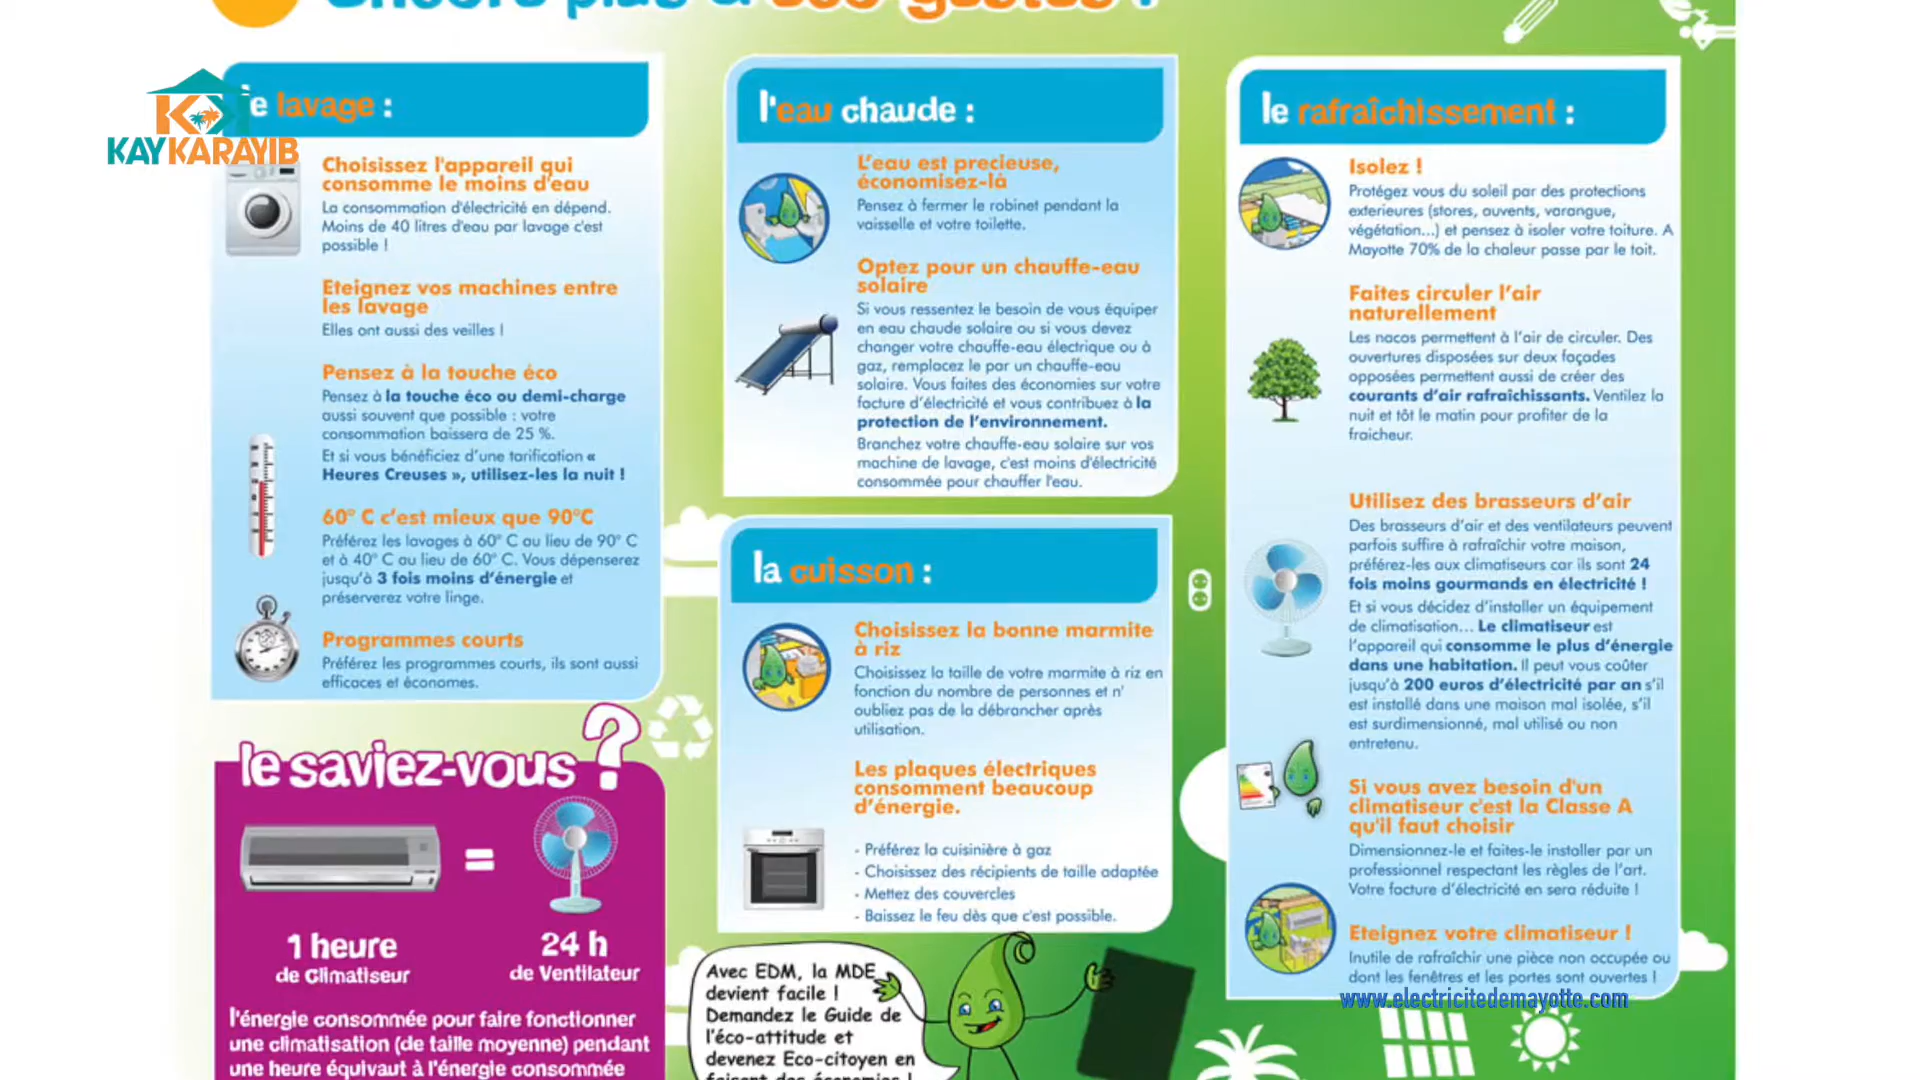 Encore plus d'éco-gestes !
KAYKARAYIB
le lavage :
Choisissez l'appareil qui
consomme le moins d'eau
La consommation d'électricité en dépend.
Moins de 40 litres d'eau par lavage c'est
possible !
Eteignez vos machines entre
les lavage
Elles ont aussi des veilles !
Pensez à la touche éco
Pensez à la touche éco ou demi-charge
aussi souvent que possible : votre
consommation baissera de 25 %.
Et si vous bénéficiez d'une tarification «
Heures Creuses », utilisez-les la nuit !
60° C c'est mieux que 90°C
Préférez les lavages à 60° C au lieu de 90° C
et à 40° C au lieu de 60° C. Vous dépenserez
jusqu'à 3 fois moins d'énergie et
préserverez votre linge.
Programmes courts
Préférez les programmes courts, ils sont aussi
efficaces et économes.
le saviez-vous ?
=
1 heure
de Climatiseur
24 h
de Ventilateur
l'énergie consommée pour faire fonctionner
une climatisation (de taille moyenne) pendant
une heure équivaut à l'énergie consommée
l'eau chaude :
L'eau est precieuse,
économisez-là
Pensez à fermer le robinet pendant la
vaisselle et votre toilette.
Optez pour un chauffe-eau
solaire
Si vous ressentez le besoin de vous équiper
en eau chaude solaire ou si vous devez
changer votre chauffe-eau électrique ou à
gaz, remplacez le par un chauffe-eau
solaire. Vous faites des économies sur votre
facture d'électricité et vous contribuez à la
protection de l'environnement.
Branchez votre chauffe-eau solaire sur vos
machine de lavage, c'est moins d'électricité
consommée pour chauffer l'eau.
la cuisson :
Choisissez la bonne marmite
à riz
Choisissez la taille de votre marmite à riz en
fonction du nombre de personnes et n'
oubliez pas de la débrancher après
utilisation.
Les plaques électriques
consomment beaucoup
d'énergie.
- Préférez la cuisinière à gaz
- Choisissez des récipients de taille adaptée
- Mettez des couvercles
- Baissez le feu dès que c'est possible.
Avec EDM, la MDE
devient facile !
Demandez le Guide de
l'éco-attitude et
devenez Eco-citoyen en
faisant des économies !
le rafraîchissement :
Isolez !
Protégez vous du soleil par des protections
exterieures (stores, auvents, varangue,
végétation...) et pensez à isoler votre toiture. A
Mayotte 70% de la chaleur passe par le toit.
Faites circuler l'air
naturellement
Les nacos permettent à l'air de circuler. Des
ouvertures disposées sur deux façades
opposées permettent aussi de créer des
courants d'air rafraichissants. Ventilez la
nuit et tôt le matin pour profiter de la
fraicheur.
Utilisez des brasseurs d'air
Des brasseurs d'air et des ventilateurs peuvent
parfois suffire à rafraîchir votre maison,
préférez-les aux climatiseurs car ils sont 24
fois moins gourmands en électricité !
Et si vous décidez d'installer un équipement
de climatisation... Le climatiseur est
l'appareil qui consomme le plus d'énergie
dans une habitation. Il peut vous coûter
jusqu'à 200 euros d'électricité par an s'il
est installé dans une maison mal isolée, s'il
est surdimensionné, mal utilisé ou non
entretenu.
Si vous avez besoin d'un
climatiseur c'est la Classe A
qu'il faut choisir
Dimensionnez-le et faites-le installer par un
professionnel respectant les règles de l'art.
Votre facture d'électricité en sera réduite !
Eteignez votre climatiseur !
Inutile de rafraîchir une pièce non occupée ou
dont les fenêtres et les portes sont ouvertes !
www.electricitedemayotte.com